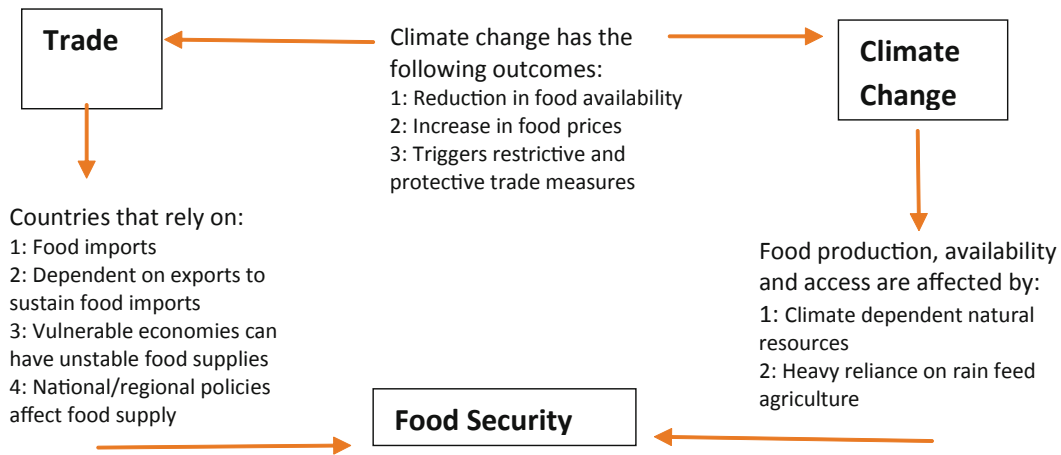 Trade
Climate change has the
following outcomes:
1: Reduction in food availability
2: Increase in food prices
3: Triggers restrictive and
protective trade measures
Climate
Change
Countries that rely on:
1: Food imports
2: Dependent on exports to
sustain food imports
3: Vulnerable economies can
have unstable food supplies
4: National/regional policies
affect food supply
Food production, availability
and access are affected by:
1: Climate dependent natural
resources
2: Heavy reliance on rain feed
agriculture
Food Security